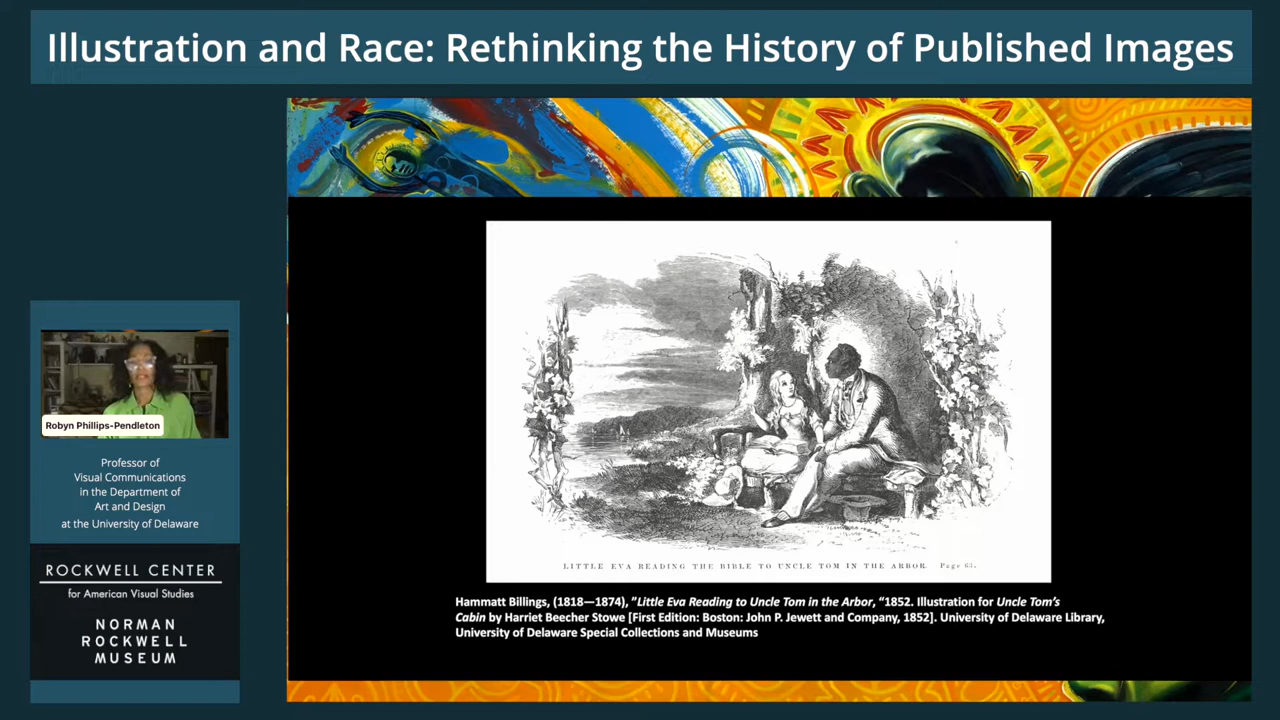 Illustration and Race: Rethinking the History of Published Images
Robyn Phillips-Pendleton
Professor of
Visual Communications
in the Department of
Art and Design
at the University of Delaware
ROCKWELL CENTER
for American Visual Studies
NORMAN
ROCKWELL
MUSEUM
LITTLE EVA READING THE BIBLE TO UNCLE TOM IN THE ARBOR. Page 63.
Hammatt Billings, (1818—1874), "Little Eva Reading to Uncle Tom in the Arbor, “1852. Illustration for Uncle Tom’s
Cabin by Harriet Beecher Stowe [First Edition: Boston: John P. Jewett and Company, 1852]. University of Delaware Library,
University of Delaware Special Collections and Museums